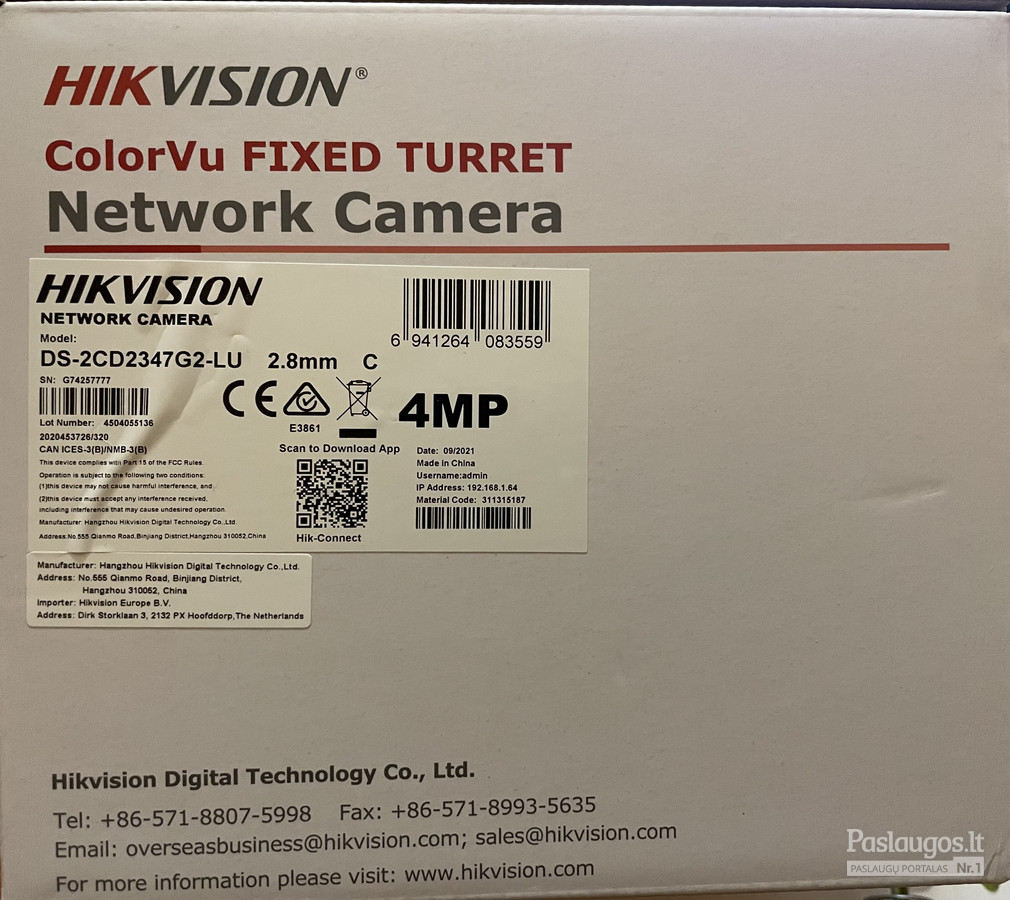 HIKVISION®
ColorVu FIXED TURRET
Network Camera
HIKVISION
NETWORK CAMERA
Model:
DS-2CD2347G2-LU 2.8mm C
SN: G74257777
Lot Number: 4504055136
2020453726/320
CAN ICES-3(B)/NMB-3(B)
This device complies with Part 15 of the FCC Rules.
Operation is subject to the following two conditions:
(1)this device may not cause harmful interference, and
(2)this device must accept any interference received,
including interference that may cause undesired operation.
Manufacturer: Hangzhou Hikvision Digital Technology Co.,Ltd.
Address:No.555 Qianmo Road,Binjiang District,Hangzhou 310052,China
6 941264 083559
CE
E3861
4MP
Scan to Download App
Hik-Connect
Date: 09/2021
Made in China
Username:admin
IP Address: 192.168.1.64
Material Code: 311315187
Manufacturer: Hangzhou Hikvision Digital Technology Co.,Ltd.
Address: No.555 Qianmo Road, Binjiang District,
Hangzhou 310052, China
Importer: Hikvision Europe B.V.
Address: Dirk Storklaan 3, 2132 PX Hoofddorp,The Netherlands
Hikvision Digital Technology Co., Ltd.
Tel: +86-571-8807-5998 Fax: +86-571-8993-5635
Email: overseasbusiness@hikvision.com; sales@hikvision.com
For more information please visit: www.hikvision.com
Paslaugos.lt
PASLAUGŲ PORTALAS Nr.1